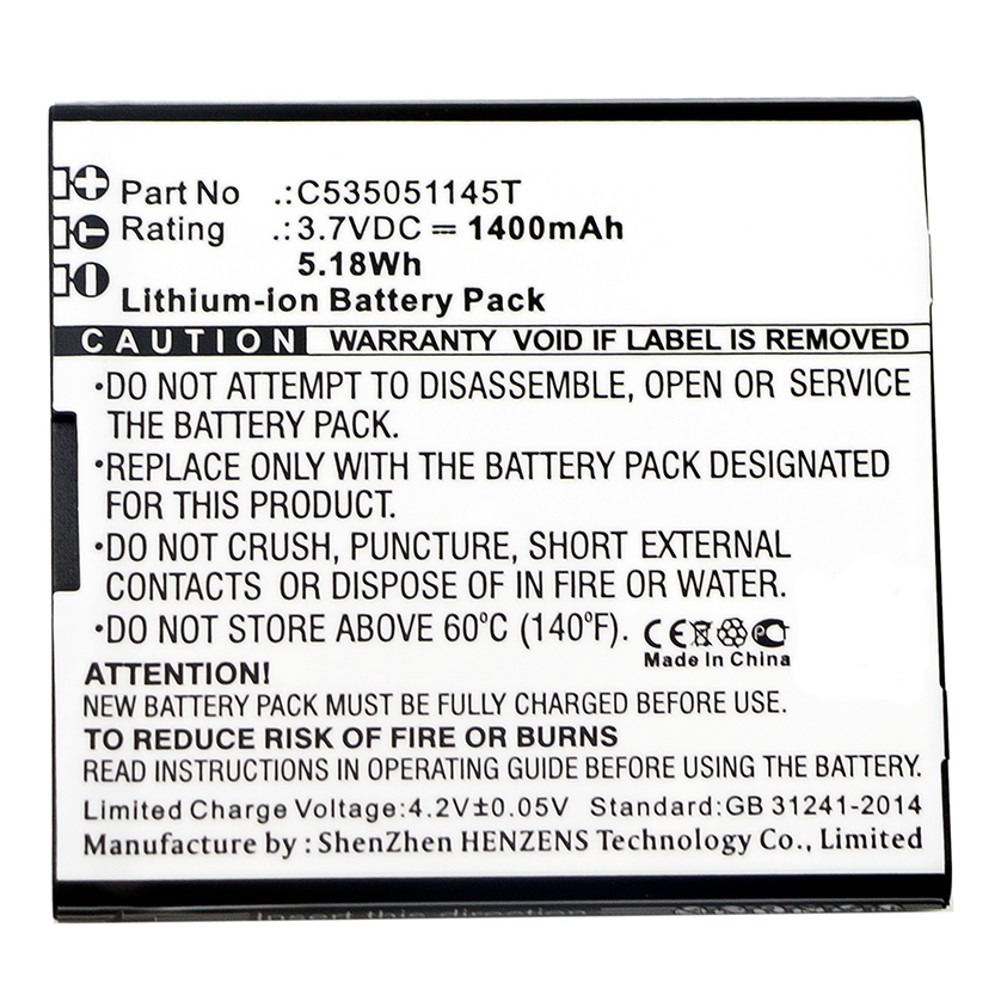 Part No .:C535051145T
Rating .:3.7VDC ⎓ 1400mAh
5.18Wh
Lithium-ion Battery Pack
CAUTION WARRANTY VOID IF LABEL IS REMOVED
•DO NOT ATTEMPT TO DISASSEMBLE, OPEN OR SERVICE
THE BATTERY PACK.
•REPLACE ONLY WITH THE BATTERY PACK DESIGNATED
FOR THIS PRODUCT.
•DO NOT CRUSH, PUNCTURE, SHORT EXTERNAL
CONTACTS OR DISPOSE OF IN FIRE OR WATER.
•DO NOT STORE ABOVE 60°C (140°F). CE PCT
Made In China
ATTENTION!
NEW BATTERY PACK MUST BE FULLY CHARGED BEFORE USE.
TO REDUCE RISK OF FIRE OR BURNS
READ INSTRUCTIONS IN OPERATING GUIDE BEFORE USING THE BATTERY.
Limited Charge Voltage:4.2V±0.05V Standard:GB 31241-2014
Manufacture by : ShenZhen HENZENS Technology Co., Limited
Insert this direction